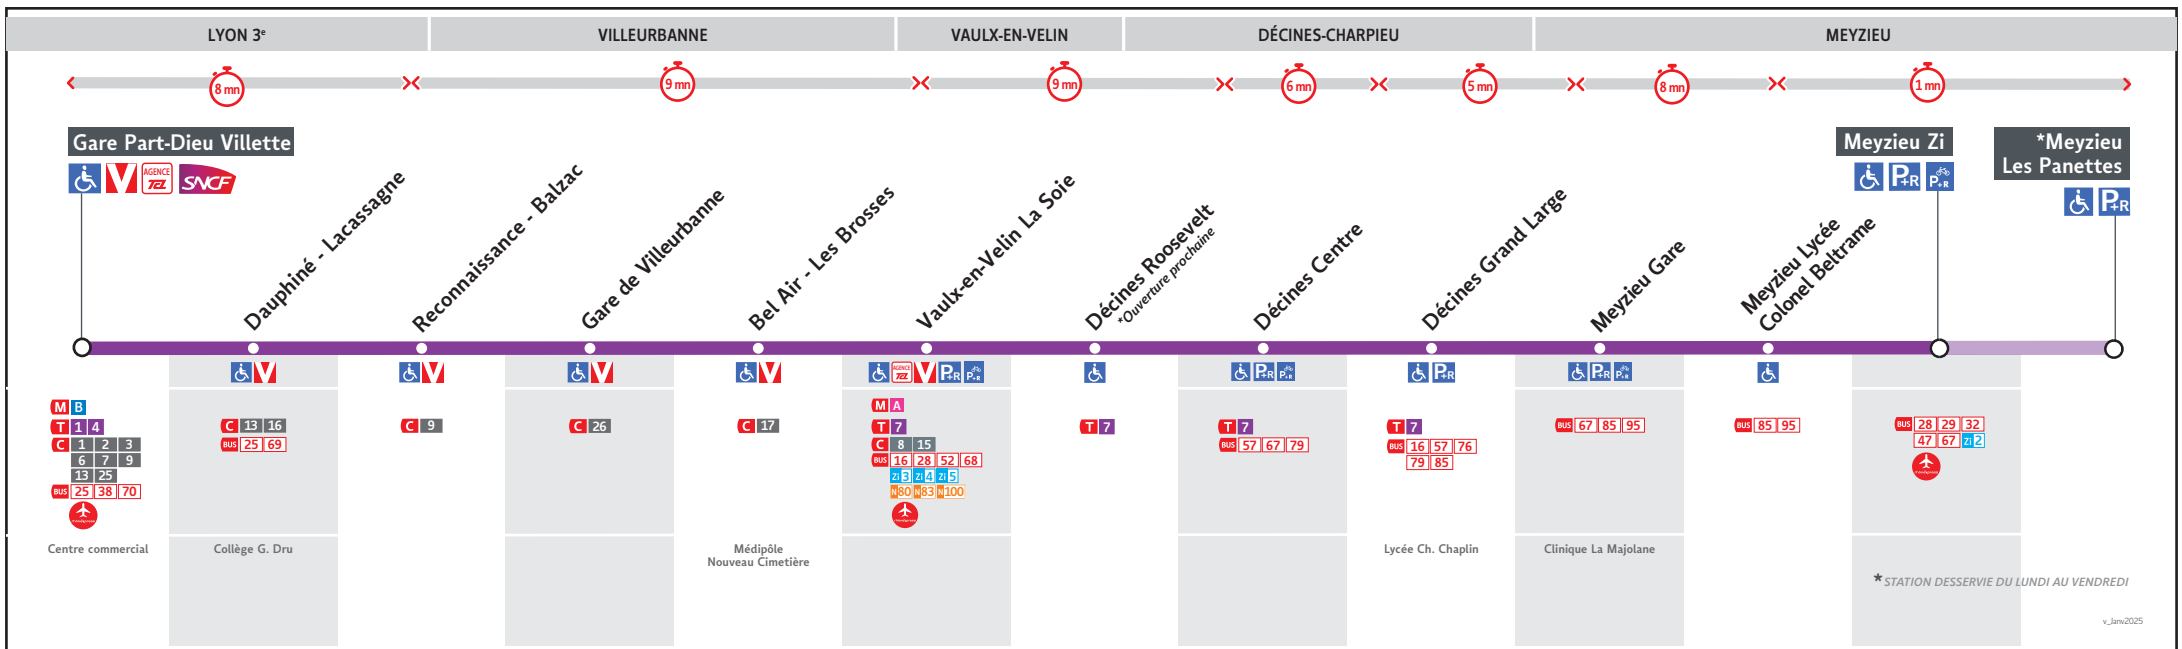 LYON 3e
VILLEURBANNE
VAULX-EN-VELIN
DÉCINES-CHARPIEU
MEYZIEU
8 mn
9 mn
9 mn
6 mn
5 mn
8 mn
1 mn
Gare Part-Dieu Villette
V AGENCE TCL SNCF
Dauphiné - Lacassagne
Reconnaissance - Balzac
Gare de Villeurbanne
Bel Air - Les Brosses
Vaulx-en-Velin La Soie
Décines Roosevelt
*Ouverture prochaine
Décines Centre
Décines Grand Large
Meyzieu Gare
Meyzieu Lycée
Colonel Beltrame
Meyzieu Zi
P+R P+R
*Meyzieu
Les Panettes
P+R
V
V
V
V
AGENCE TCL V P+R P+R
P+R P+R
P+R
P+R P+R
M B
T 1 4
C 1 2 3
6 7 9
13 25
BUS 25 38 70
C 13 16
BUS 25 69
C 9
C 26
C 17
M A
T 7
C 8 15
BUS 16 28 52 68
Zi 3 Zi 4 Zi 5
N80 N83 N100
T 7
T 7
BUS 57 67 79
T 7
BUS 16 57 76
79 85
BUS 67 85 95
BUS 85 95
BUS 28 29 32
47 67 Zi 2
Centre commercial
Collège G. Dru
Médipôle
Nouveau Cimetière
Lycée Ch. Chaplin
Clinique La Majolane
* STATION DESSERVIE DU LUNDI AU VENDREDI
v_Janv2025